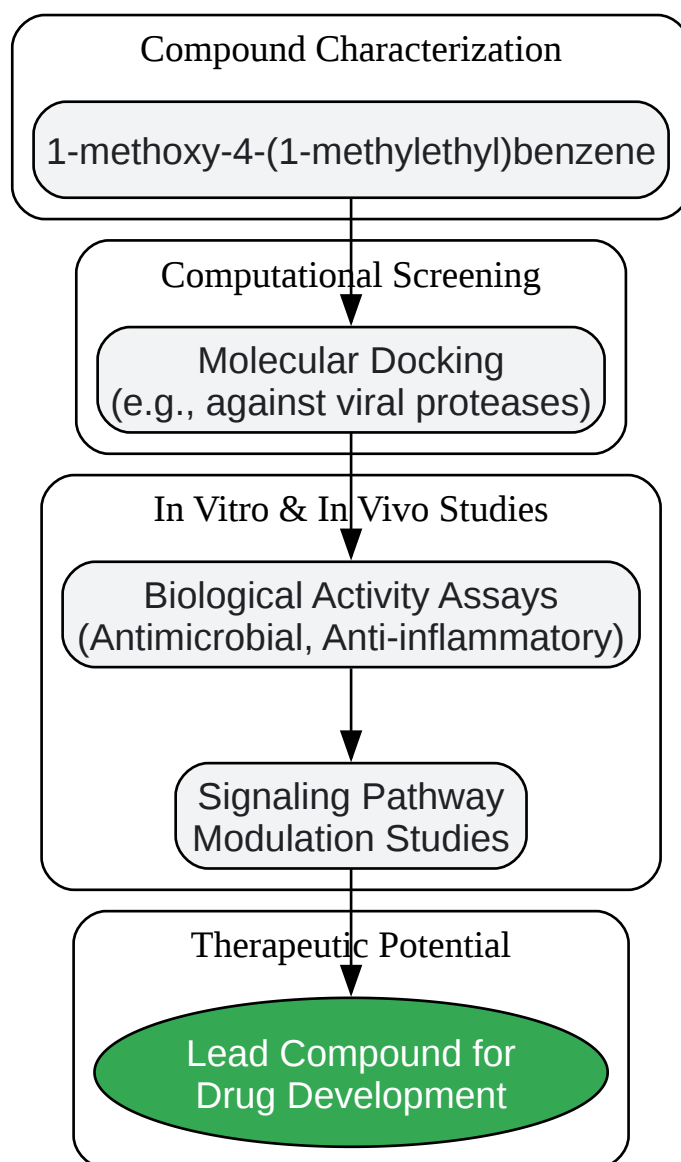 Compound Characterization
1-methoxy-4-(1-methylethyl)benzene
Computational Screening
Molecular Docking
(e.g., against viral proteases)
In Vitro & In Vivo Studies
Biological Activity Assays
(Antimicrobial, Anti-inflammatory)
Signaling Pathway
Modulation Studies
Therapeutic Potential
Lead Compound for
Drug Development